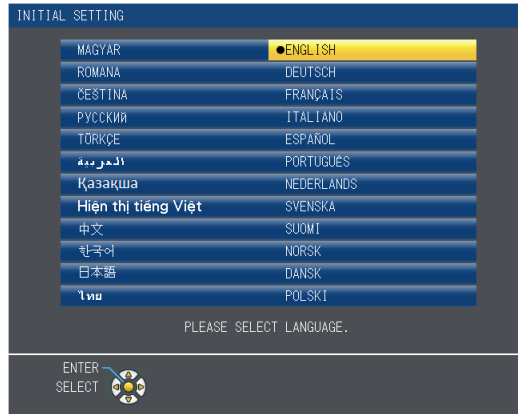 INITIAL SETTING
MAGYAR ●ENGLISH
ROMANA DEUTSCH
ČEŠTINA FRANÇAIS
РУССКИЙ ITALIANO
TÜRKÇE ESPAÑOL
العربية PORTUGUÊS
Қазақша NEDERLANDS
Hiện thị tiếng Việt SVENSKA
中文 SUOMI
한국어 NORSK
日本語 DANSK
ไทย POLSKI
PLEASE SELECT LANGUAGE.
ENTER
SELECT